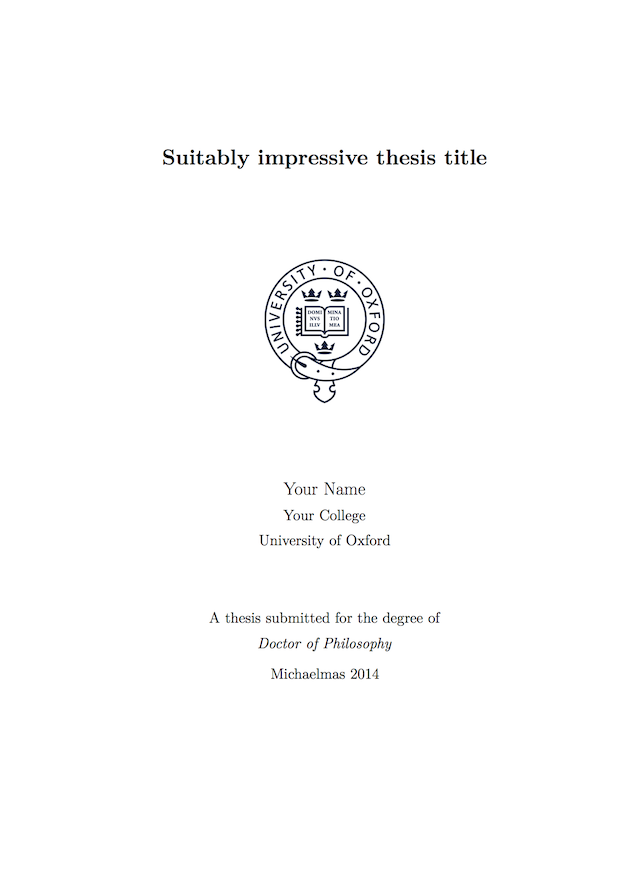 Suitably impressive thesis title
UNIVERSITY · OF · OXFORD
DOMI MINA
NVS TIO
ILLV MEA
Your Name
Your College
University of Oxford
A thesis submitted for the degree of
Doctor of Philosophy
Michaelmas 2014